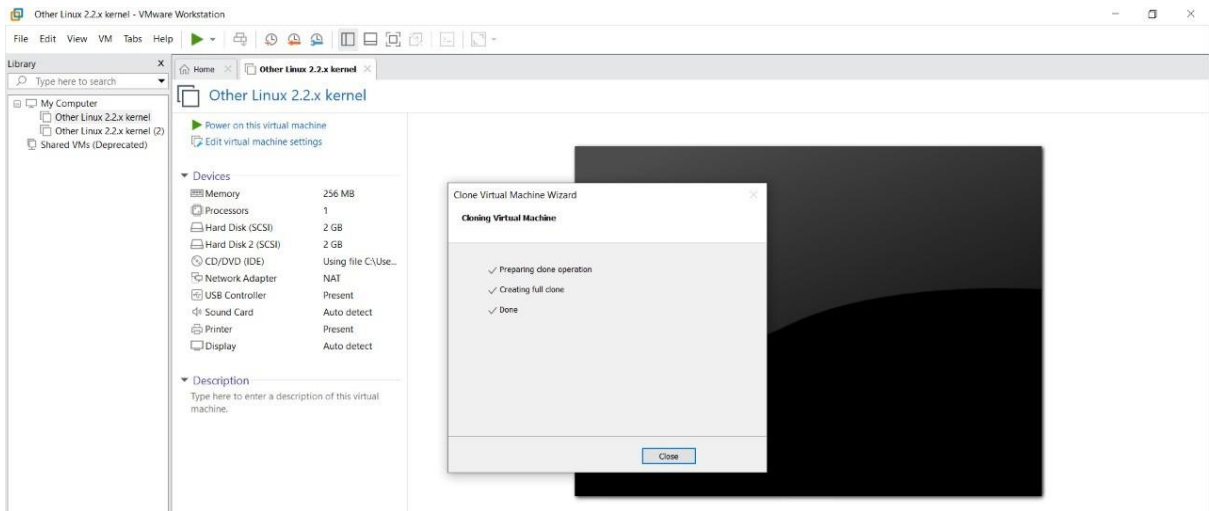 Other Linux 2.2.x kernel - VMware Workstation
File Edit View VM Tabs Help
Library X
Type here to search
My Computer
Other Linux 2.2.x kernel
Other Linux 2.2.x kernel (2)
Shared VMs (Deprecated)
Home Other Linux 2.2.x kernel
Other Linux 2.2.x kernel
Power on this virtual machine
Edit virtual machine settings
Devices
Memory 256 MB
Processors 1
Hard Disk (SCSI) 2 GB
Hard Disk 2 (SCSI) 2 GB
CD/DVD (IDE) Using file C:\Use...
Network Adapter NAT
USB Controller Present
Sound Card Auto detect
Printer Present
Display Auto detect
Description
Type here to enter a description of this virtual
machine.
Clone Virtual Machine Wizard
Cloning Virtual Machine
Preparing clone operation
Creating full clone
Done
Close